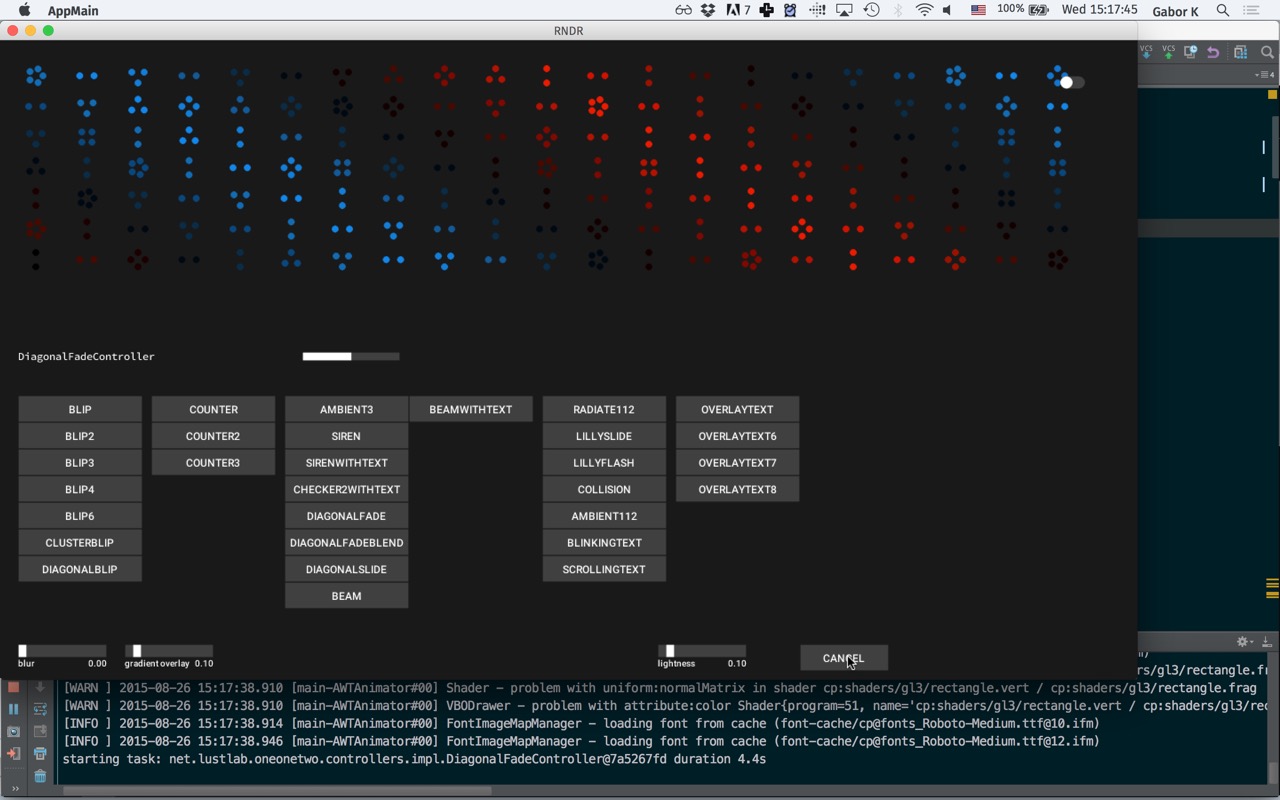 AppMain
7
100%
Wed 15:17:45
Gabor K
RNDR
VCS
VCS
4
DiagonalFadeController
BLIP
COUNTER
AMBIENT3
BEAMWITHTEXT
RADIATE112
OVERLAYTEXT
BLIP2
COUNTER2
SIREN
LILLYSLIDE
OVERLAYTEXT6
BLIP3
COUNTER3
SIRENWITHTEXT
LILLYFLASH
OVERLAYTEXT7
BLIP4
CHECKER2WITHTEXT
COLLISION
OVERLAYTEXT8
BLIP6
DIAGONALFADE
AMBIENT112
CLUSTERBLIP
DIAGONALFADEBLEND
BLINKINGTEXT
DIAGONALBLIP
DIAGONALSLIDE
SCROLLINGTEXT
BEAM
blur 0.00
gradient overlay 0.10
lightness 0.10
CANCEL
[WARN ] 2015-08-26 15:17:38.910 [main-AWTAnimator#00] Shader - problem with uniform:normalMatrix in shader cp:shaders/gl3/rectangle.vert / cp:shaders/gl3/rectangle.frag
[WARN ] 2015-08-26 15:17:38.910 [main-AWTAnimator#00] VBODrawer - problem with attribute:color Shader{program=51, name='cp:shaders/gl3/rectangle.vert / cp:shaders/gl3/rec
[INFO ] 2015-08-26 15:17:38.914 [main-AWTAnimator#00] FontImageMapManager - loading font from cache (font-cache/cp@fonts_Roboto-Medium.ttf@10.ifm)
[INFO ] 2015-08-26 15:17:38.946 [main-AWTAnimator#00] FontImageMapManager - loading font from cache (font-cache/cp@fonts_Roboto-Medium.ttf@12.ifm)
starting task: net.lustlab.oneonetwo.controllers.impl.DiagonalFadeController@7a5267fd duration 4.4s